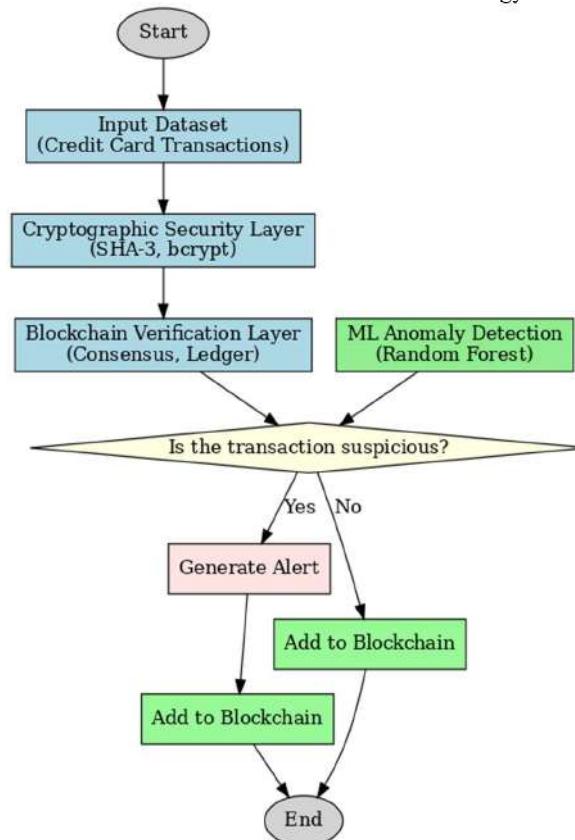 Start
Input Dataset
(Credit Card Transactions)
Cryptographic Security Layer
(SHA-3, bcrypt)
Blockchain Verification Layer
(Consensus, Ledger)
ML Anomaly Detection
(Random Forest)
Is the transaction suspicious?
Yes
No
Generate Alert
Add to Blockchain
Add to Blockchain
End